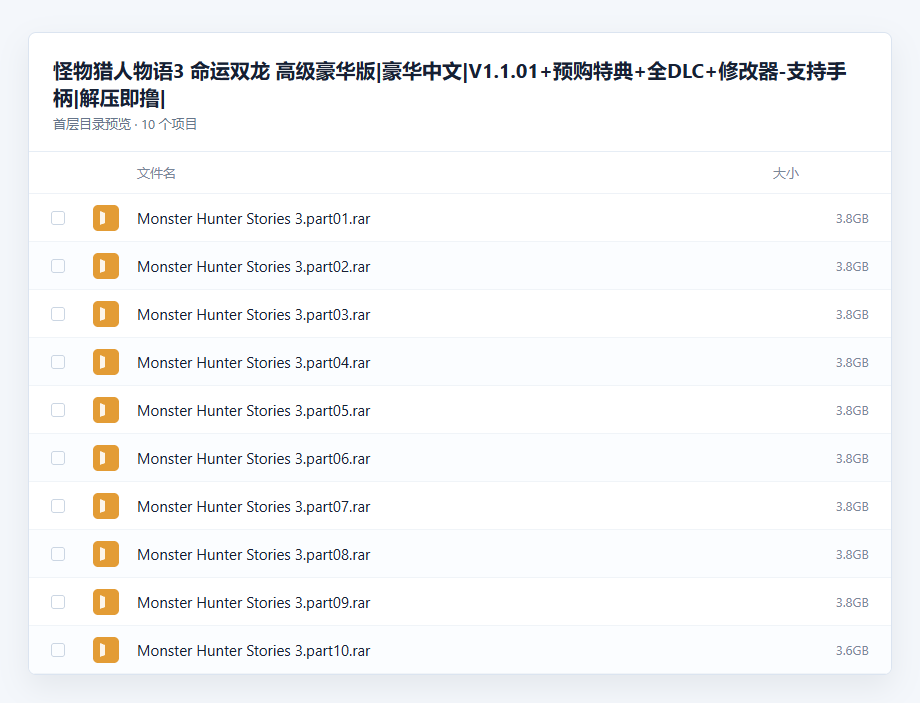 怪物猎人物语3 命运双龙 高级豪华版|豪华中文|V1.1.01+预购特典+全DLC+修改器-支持手
柄|解压即撸|
首层目录预览 · 10 个项目
文件名 大小
Monster Hunter Stories 3.part01.rar 3.8GB
Monster Hunter Stories 3.part02.rar 3.8GB
Monster Hunter Stories 3.part03.rar 3.8GB
Monster Hunter Stories 3.part04.rar 3.8GB
Monster Hunter Stories 3.part05.rar 3.8GB
Monster Hunter Stories 3.part06.rar 3.8GB
Monster Hunter Stories 3.part07.rar 3.8GB
Monster Hunter Stories 3.part08.rar 3.8GB
Monster Hunter Stories 3.part09.rar 3.8GB
Monster Hunter Stories 3.part10.rar 3.6GB